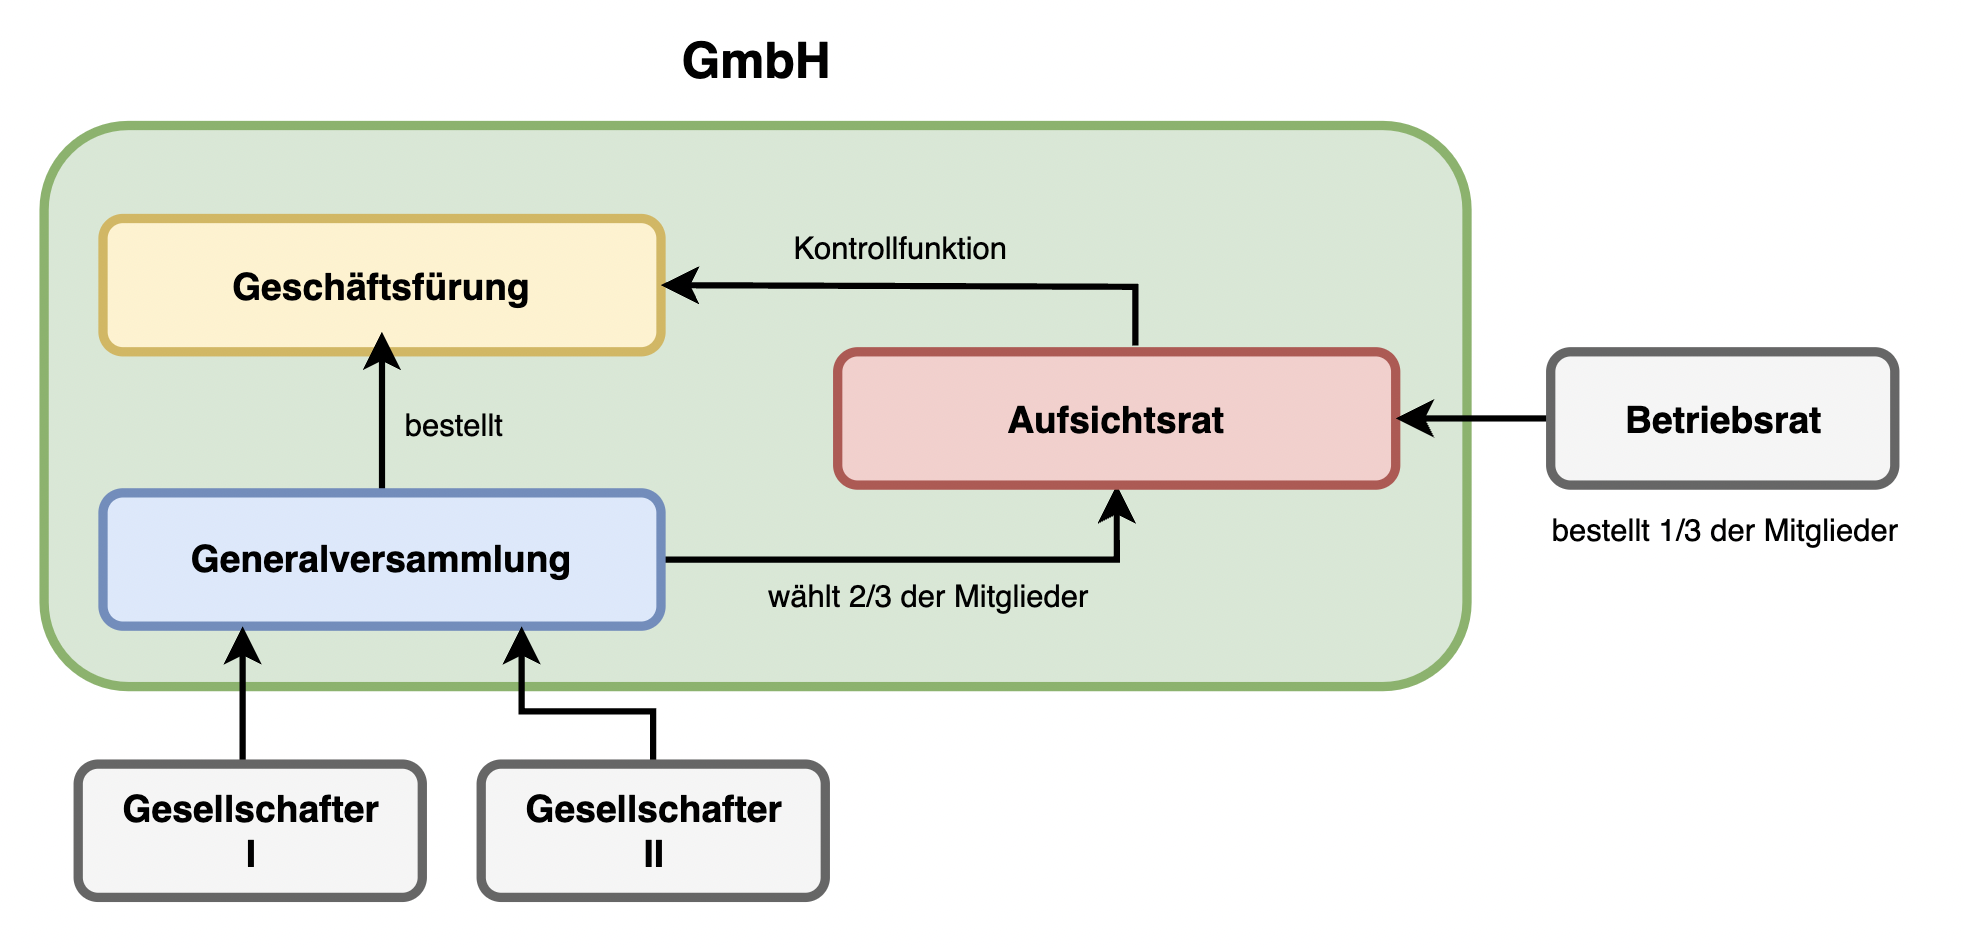 GmbH
Geschäftsfürung
Kontrollfunktion
bestellt
Aufsichtsrat
Betriebsrat
bestellt 1/3 der Mitglieder
Generalversammlung
wählt 2/3 der Mitglieder
Gesellschafter
I
Gesellschafter
II